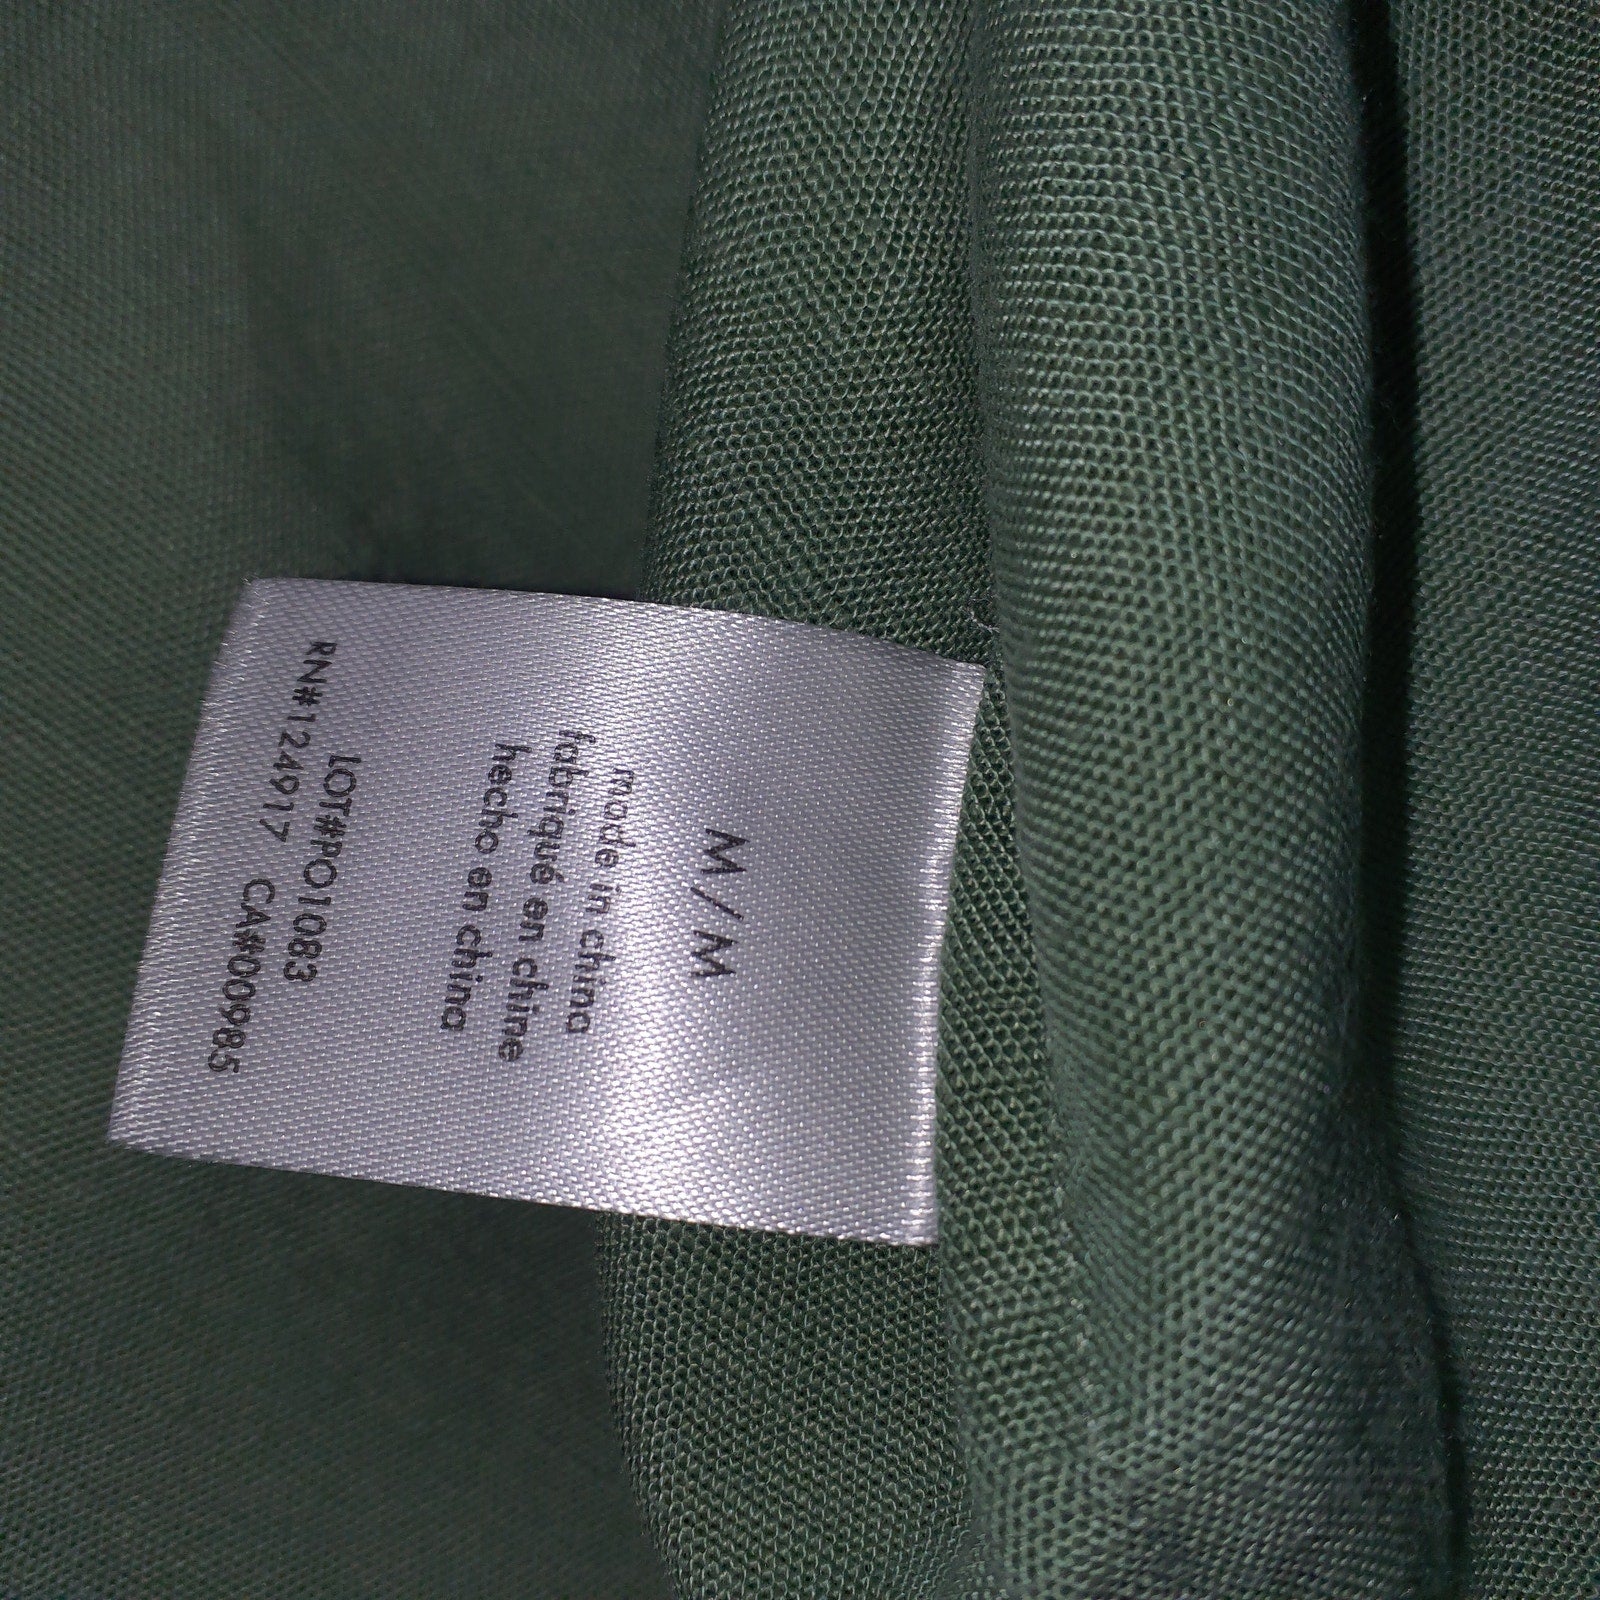 M/M
made in china
fabriqué en chine
hecho en china
LOT#PO1083
RN#124917 CA#00985